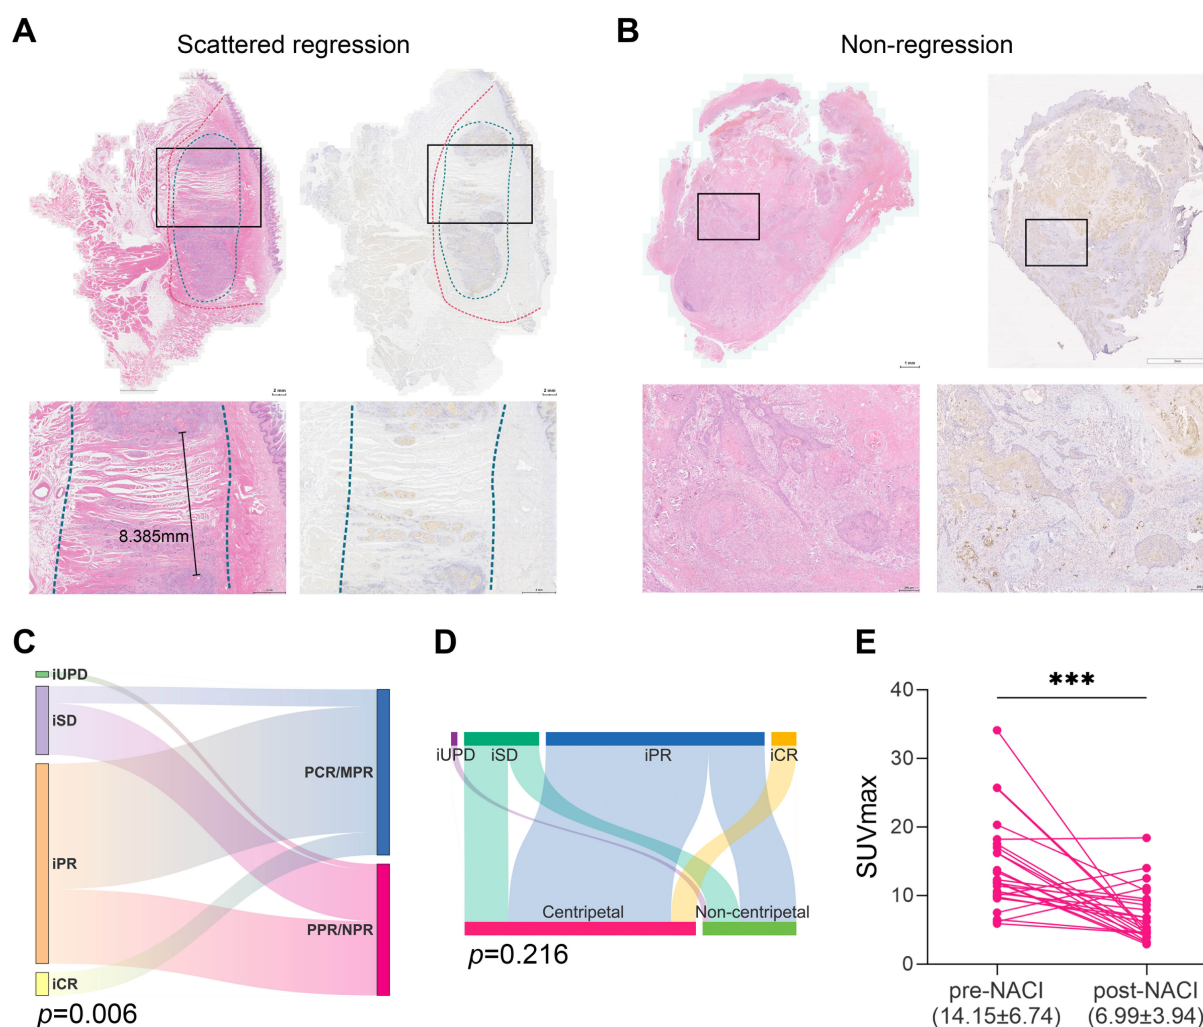 A
Scattered regression
B
Non-regression
2 mm
2 mm
1 mm
8.385mm
C
iUPD
iSD
iPR
iCR
PCR/MPR
PPR/NPR
p=0.006
D
iUPD
iSD
iPR
iCR
Centripetal
Non-centripetal
p=0.216
E
***
SUVmax
40
30
20
10
0
pre-NACI
(14.15±6.74)
post-NACI
(6.99±3.94)